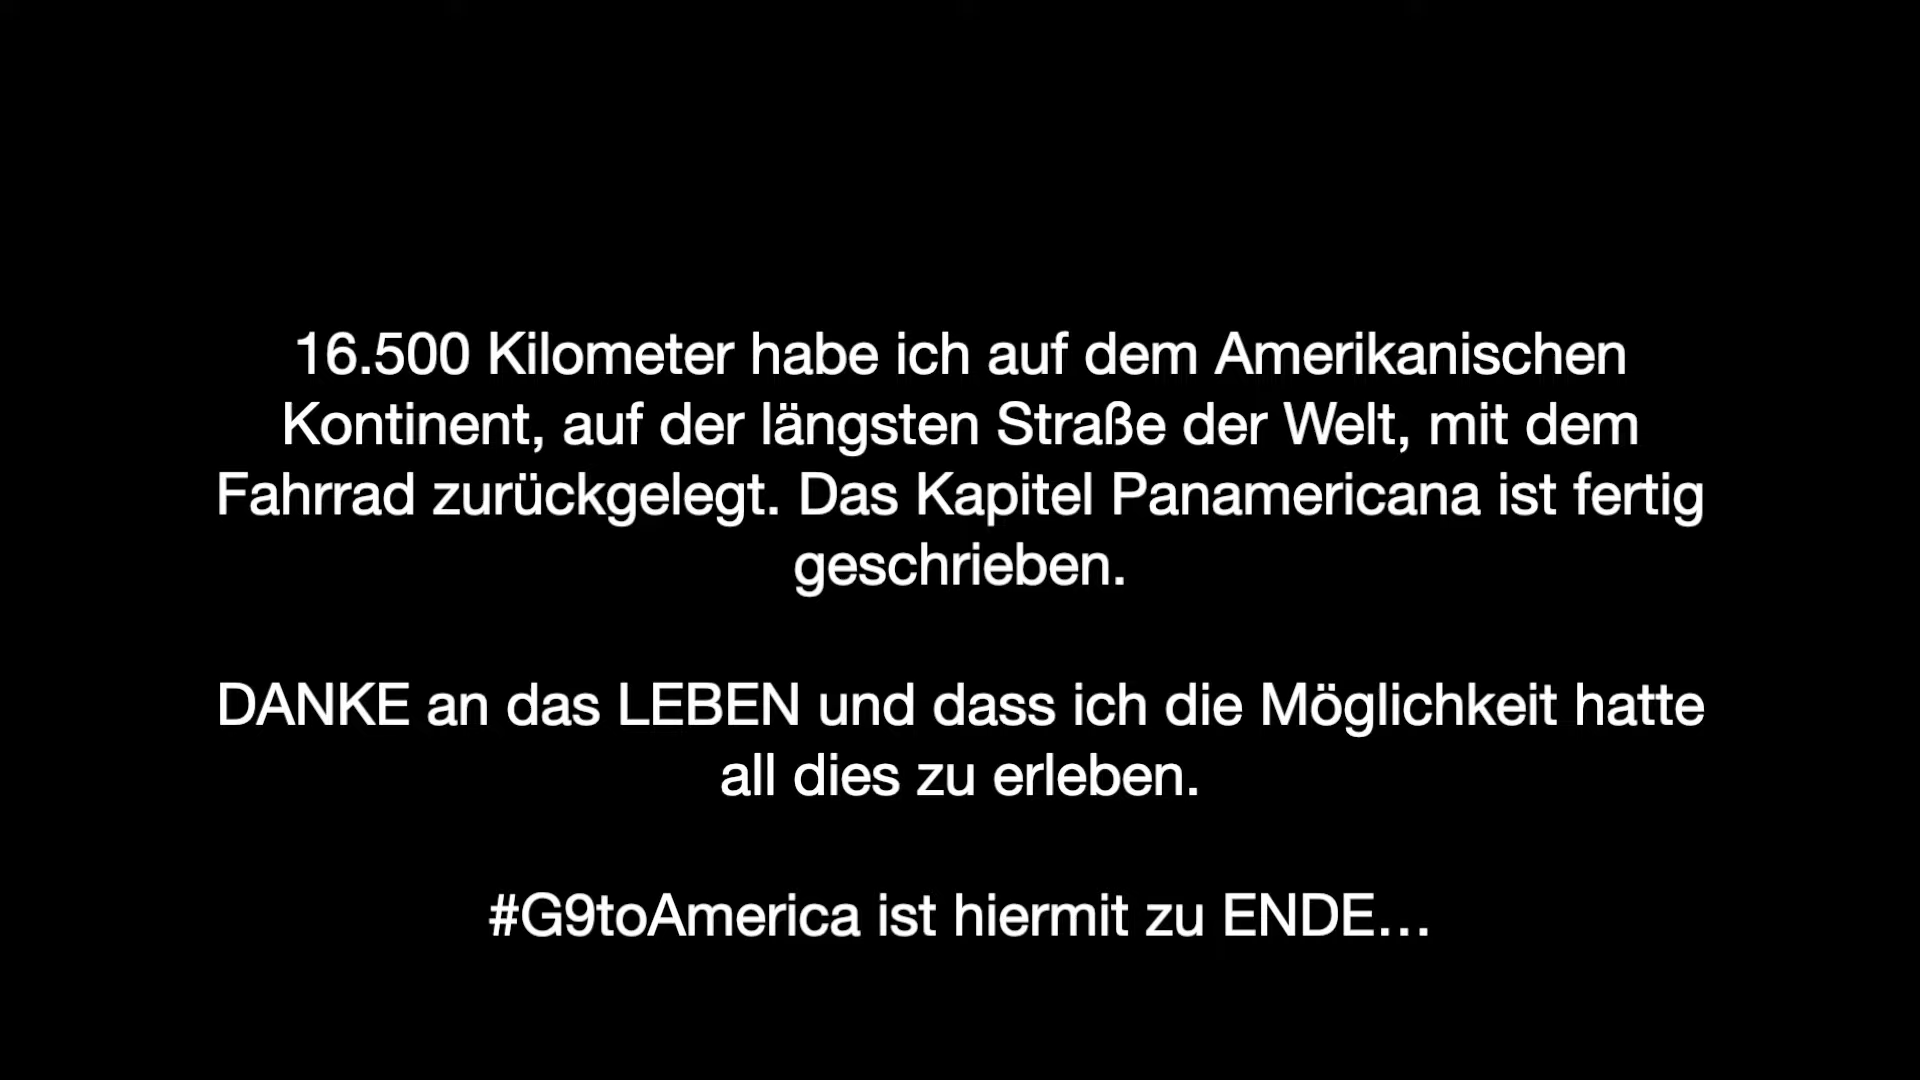 16.500 Kilometer habe ich auf dem Amerikanischen
Kontinent, auf der längsten Straße der Welt, mit dem
Fahrrad zurückgelegt. Das Kapitel Panamericana ist fertig
geschrieben.
DANKE an das LEBEN und dass ich die Möglichkeit hatte
all dies zu erleben.
#G9toAmerica ist hiermit zu ENDE…